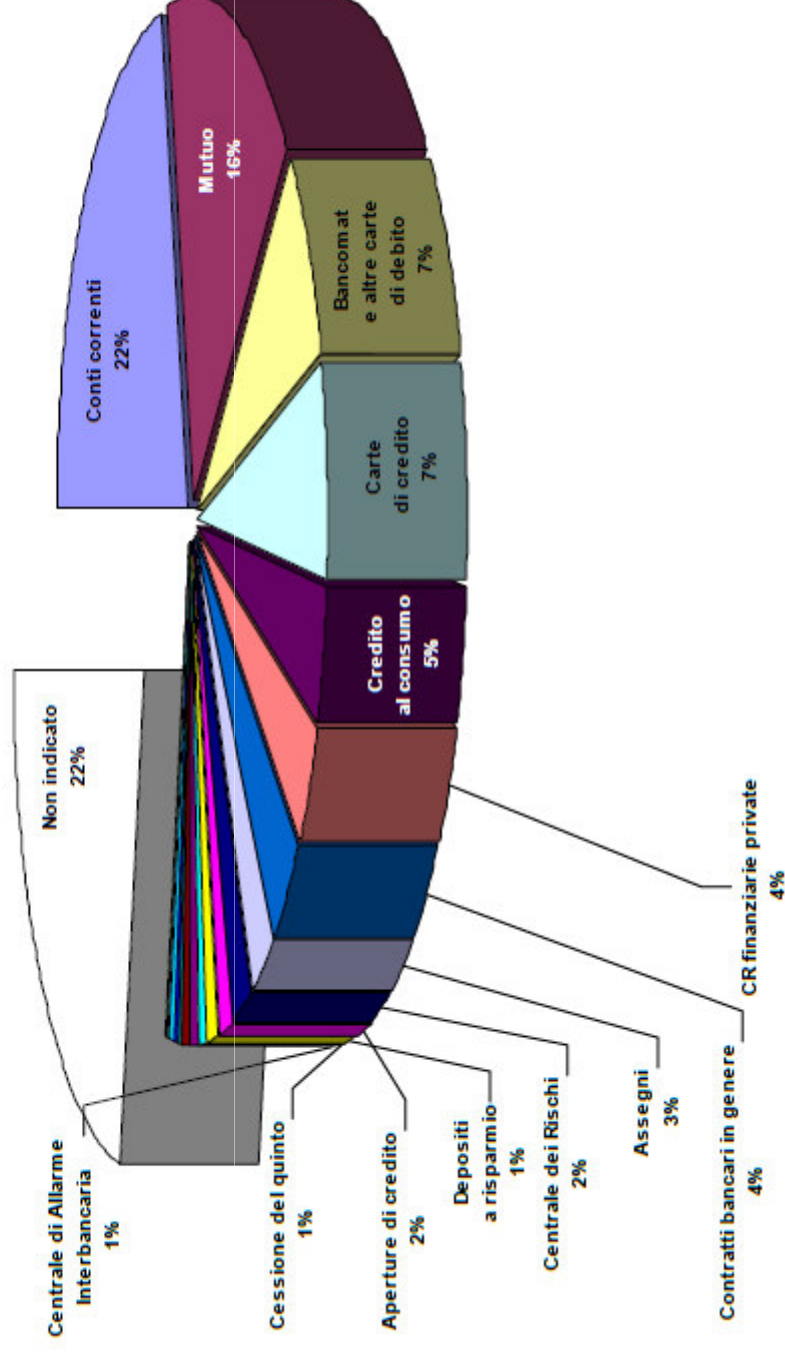 Conti correnti
22%
Mutuo
16%
Bancomat
e altre carte
di debito
7%
Carte
di credito
7%
Credito
al consumo
5%
CR finanziarie private
4%
Contratti bancari in genere
4%
Assegni
3%
Centrale dei Rischi
2%
Depositi
a risparmio
1%
Aperture di credito
2%
Cessione del quinto
1%
Centrale di Allarme
Interbancaria
1%
Non indicato
22%